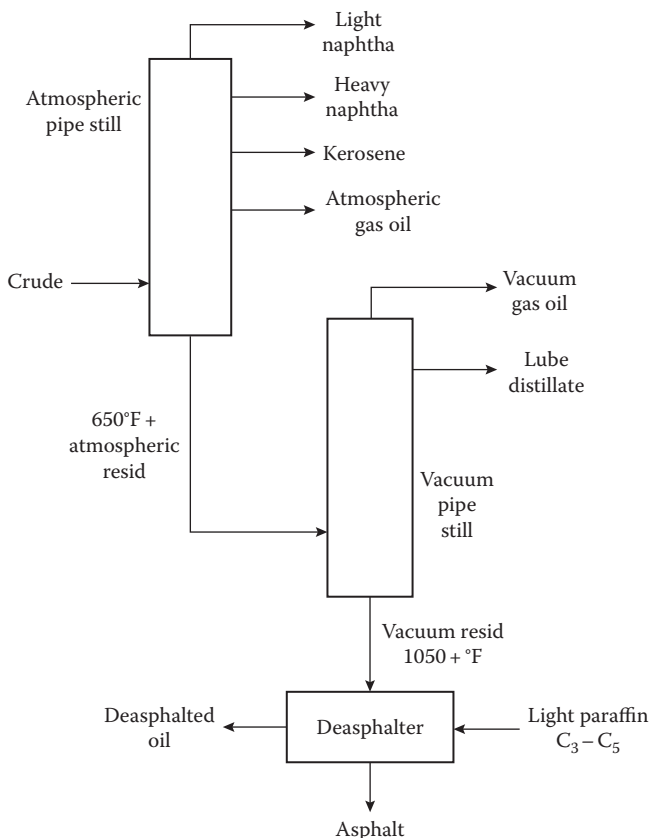 Light
naphtha
Atmospheric
pipe still
Heavy
naphtha
Kerosene
Atmospheric
gas oil
Crude
Vacuum
gas oil
Lube
distillate
650°F +
atmospheric
resid
Vacuum
pipe
still
Vacuum resid
1050 + °F
Deasphalted
oil
Deasphalter
Light paraffin
C₃ – C₅
Asphalt